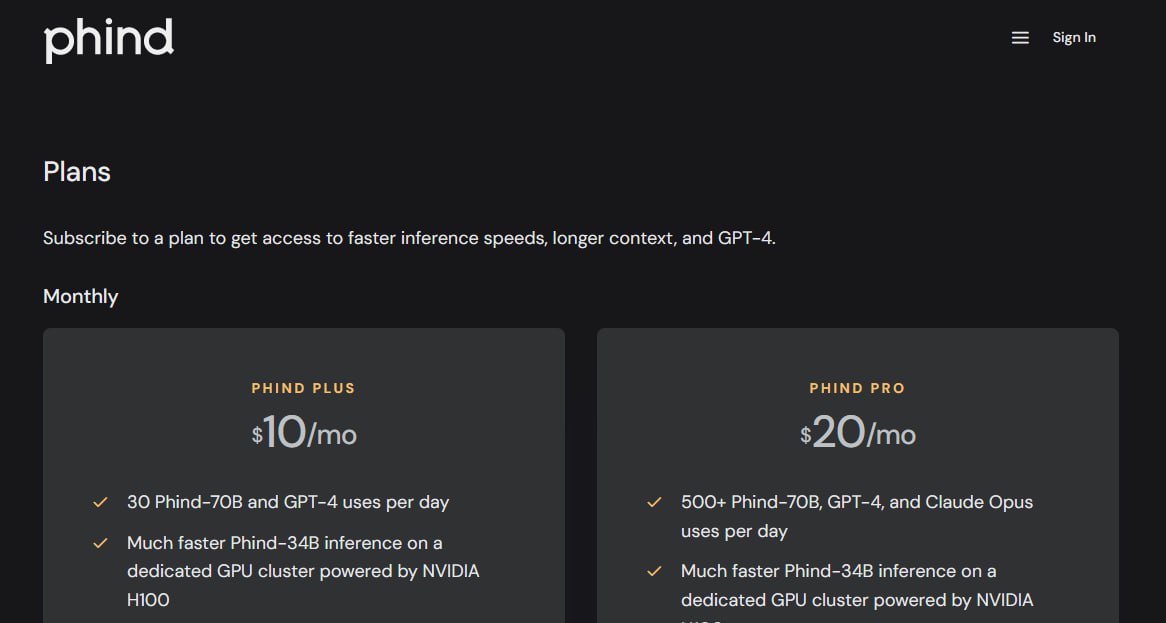 phind
Sign In
Plans
Subscribe to a plan to get access to faster inference speeds, longer context, and GPT-4.
Monthly
PHIND PLUS
$10/mo
30 Phind-70B and GPT-4 uses per day
Much faster Phind-34B inference on a
dedicated GPU cluster powered by NVIDIA
H100
PHIND PRO
$20/mo
500+ Phind-70B, GPT-4, and Claude Opus
uses per day
Much faster Phind-34B inference on a
dedicated GPU cluster powered by NVIDIA